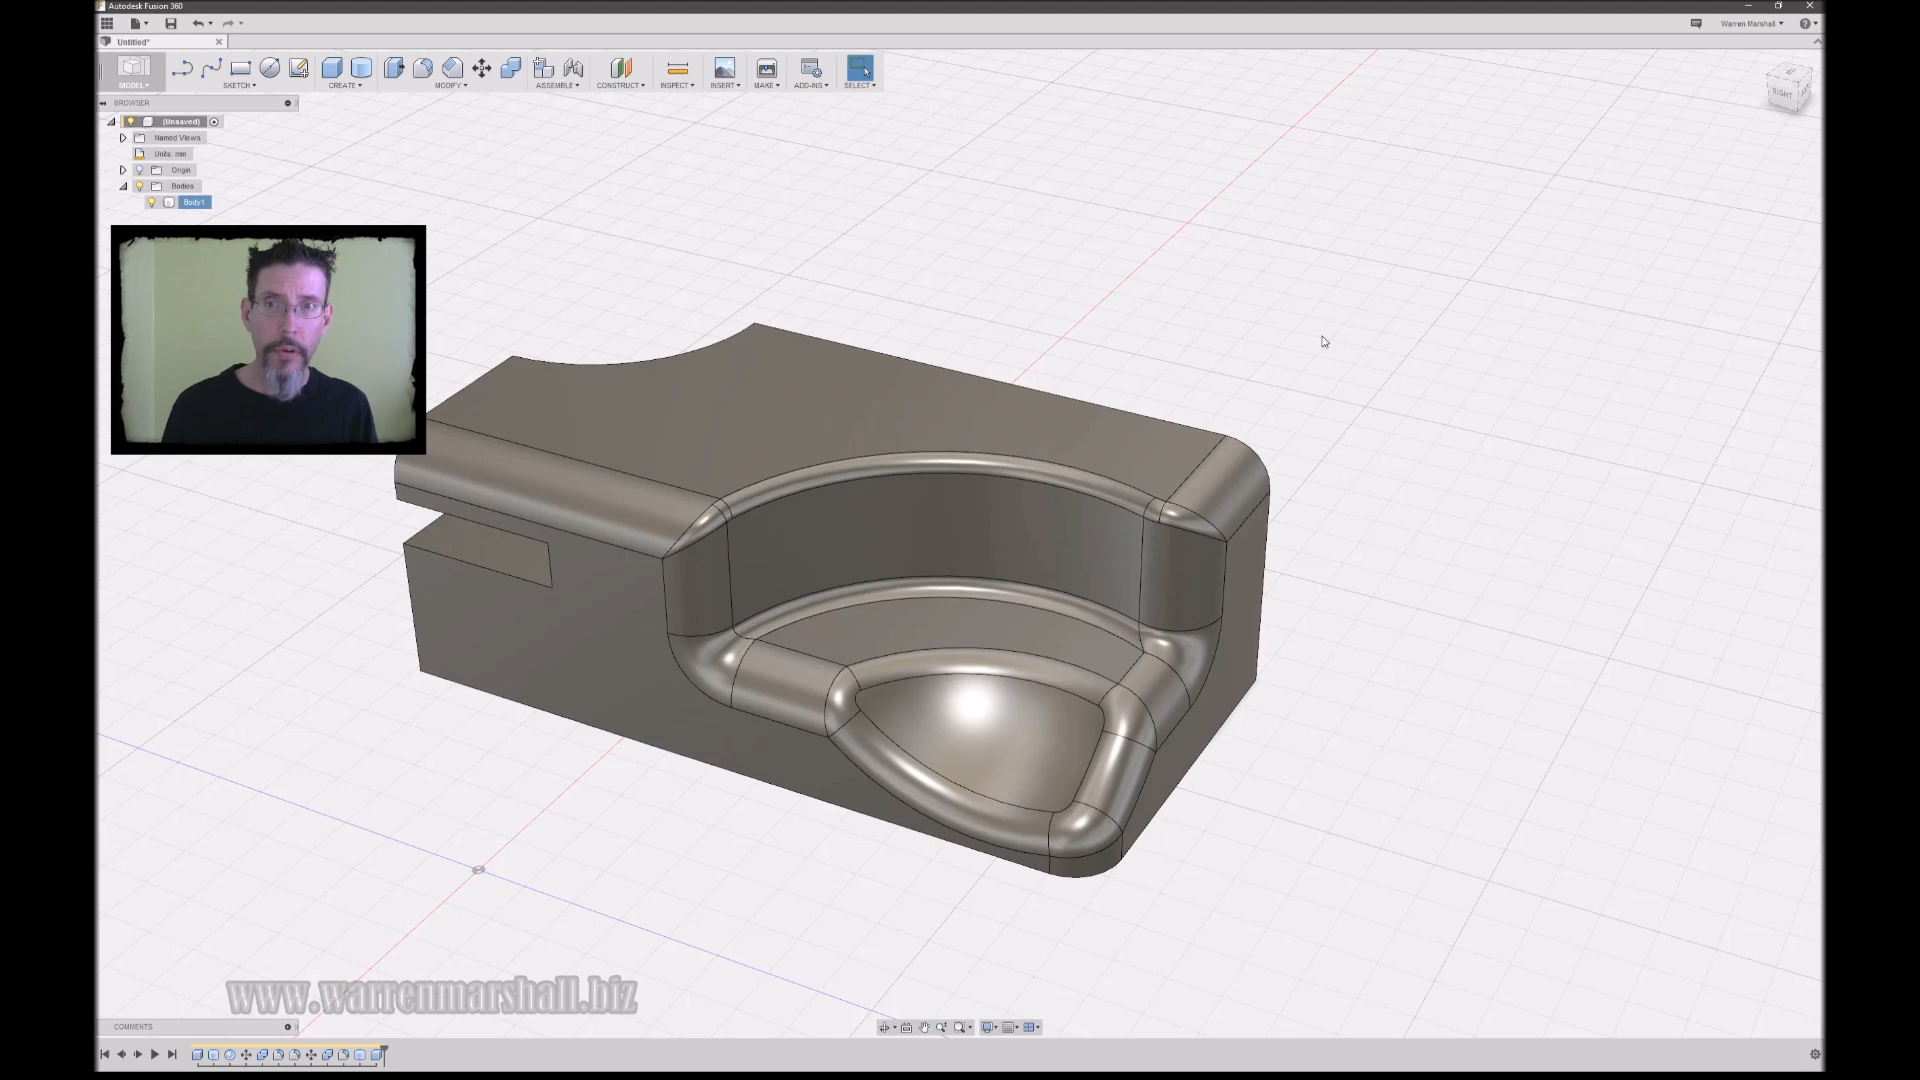 Autodesk Fusion 360
Warren Marshall
Untitled*
MODEL
SKETCH
CREATE
MODIFY
ASSEMBLE
CONSTRUCT
INSPECT
INSERT
MAKE
ADD-INS
SELECT
BROWSER
(Unsaved)
Named Views
Units: mm
Origin
Bodies
Body1
RIGHT
www.warrenmarshall.biz
COMMENTS